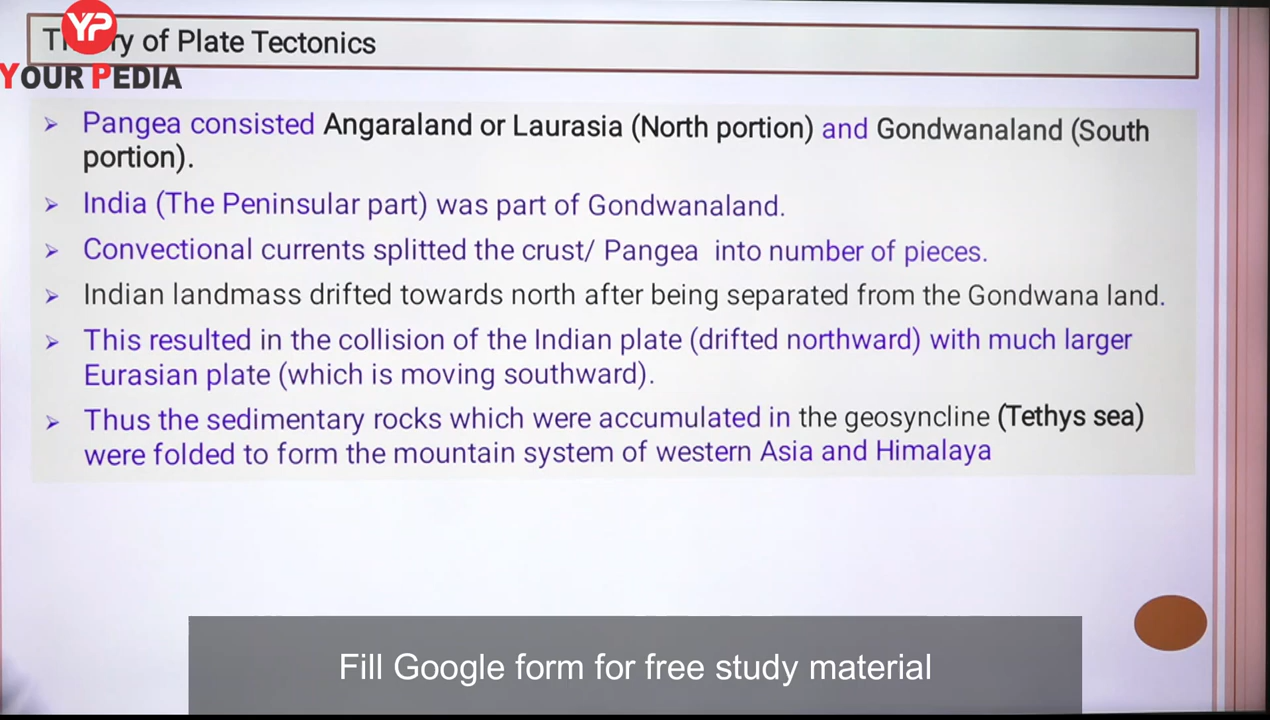 Theory of Plate Tectonics
YP
YOUR PEDIA
➢ Pangea consisted Angaraland or Laurasia (North portion) and Gondwanaland (South
portion).
➢ India (The Peninsular part) was part of Gondwanaland.
➢ Convectional currents splitted the crust/ Pangea into number of pieces.
➢ Indian landmass drifted towards north after being separated from the Gondwana land.
➢ This resulted in the collision of the Indian plate (drifted northward) with much larger
Eurasian plate (which is moving southward).
➢ Thus the sedimentary rocks which were accumulated in the geosyncline (Tethys sea)
were folded to form the mountain system of western Asia and Himalaya
Fill Google form for free study material